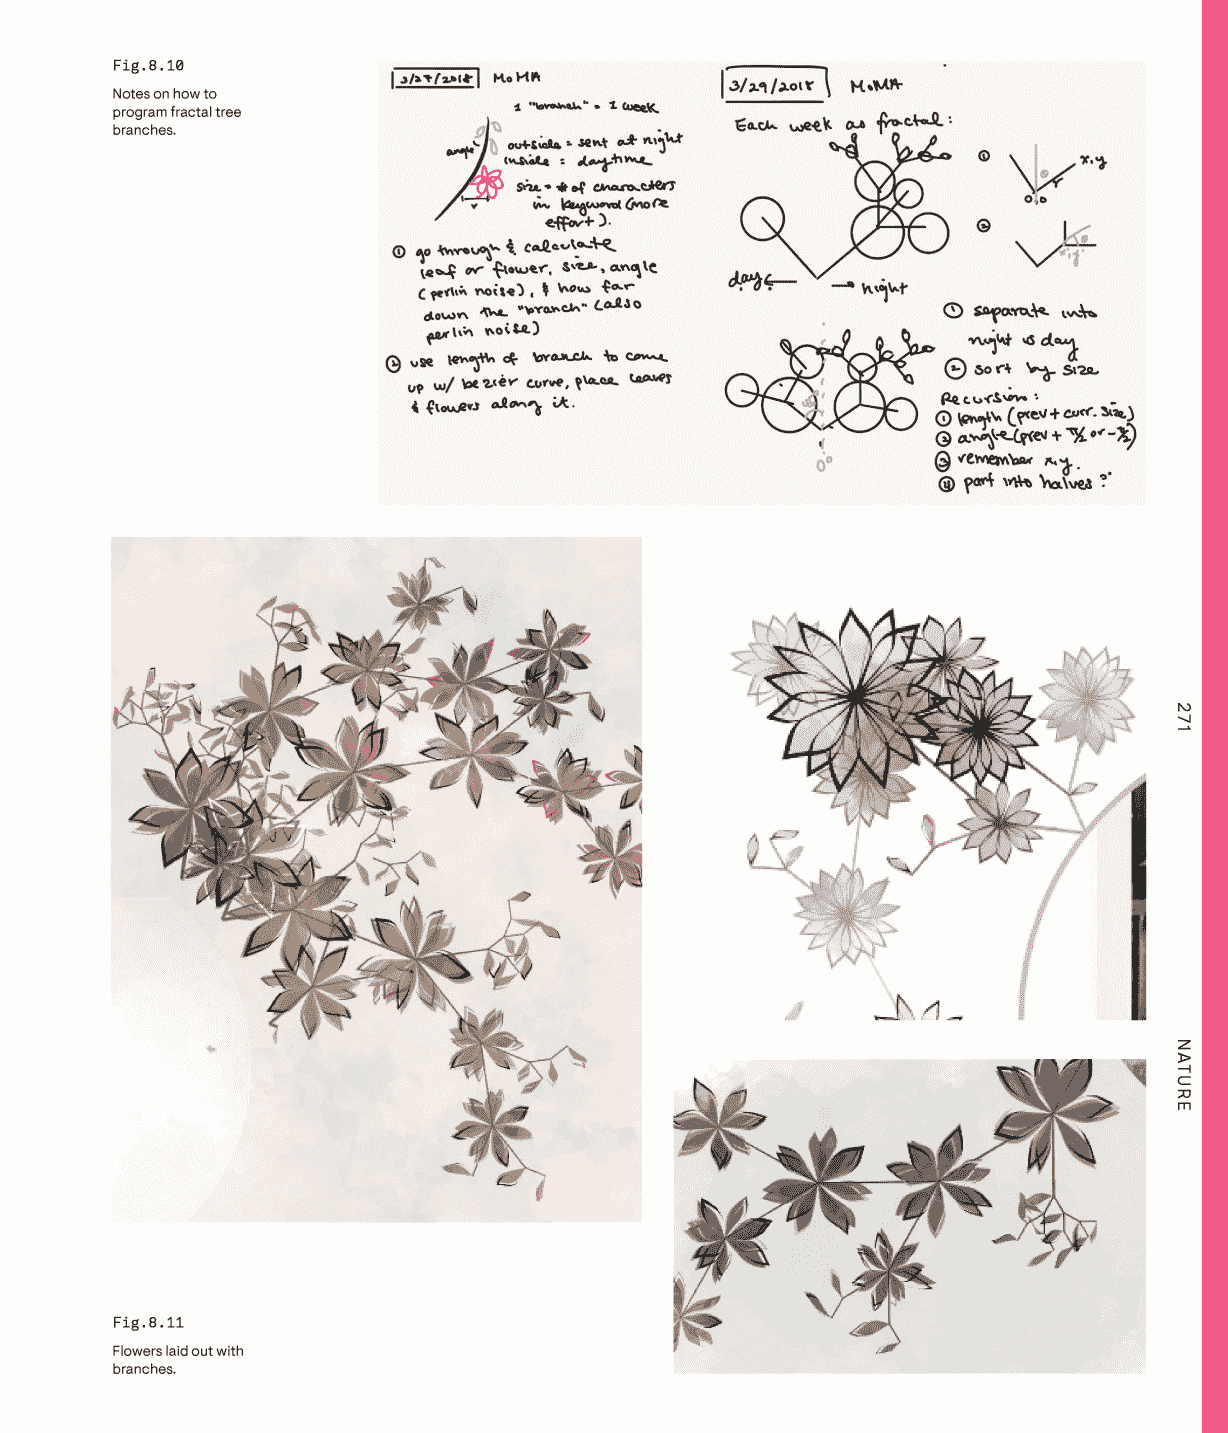 Fig.8.10
Notes on how to
program fractal tree
branches.
3/27/2018 MoMA
1 "branch" = 1 week
angle
outside = sent at night
inside = daytime
size = # of characters
in keyword (more
effort).
r
① go through & calculate
leaf or flower, size, angle
(perlin noise), & how far
down the "branch" (also
perlin noise)
② use length of branch to come
up w/ bezier curve, place leaves
& flowers along it.
3/29/2018 MoMA
Each week as fractal:
①
x,y
θ
r
0,0
②
day ←
→ night
① separate into
night vs day
② sort by size
Recursion:
① length (prev + curr. size)
② angle (prev + π/2 or -π/2)
③ remember x,y.
④ part into halves?
0°
271
NATURE
Fig.8.11
Flowers laid out with
branches.